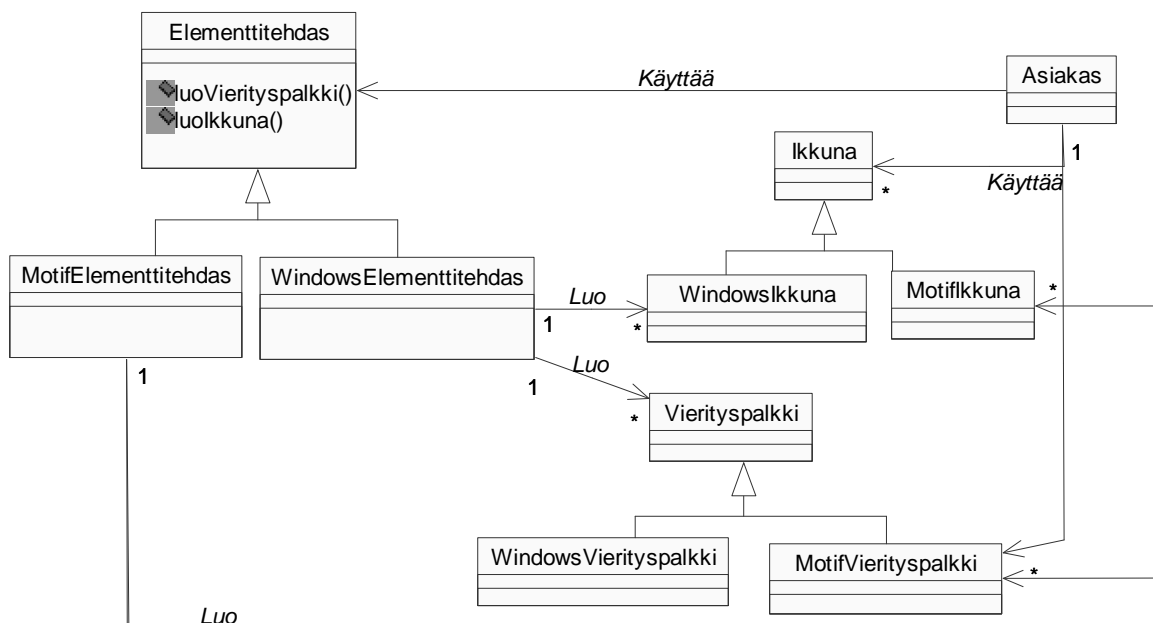 Elementtitehdas
luoVierityspalkki()
luoIkkuna()
Käyttää
Asiakas
1
Ikkuna
*
Käyttää
MotifElementtitehdas
WindowsElementtitehdas
Luo
1
*
WindowsIkkuna
MotifIkkuna
*
1
Luo
1
*
Vierityspalkki
WindowsVierityspalkki
MotifVierityspalkki
*
Luo